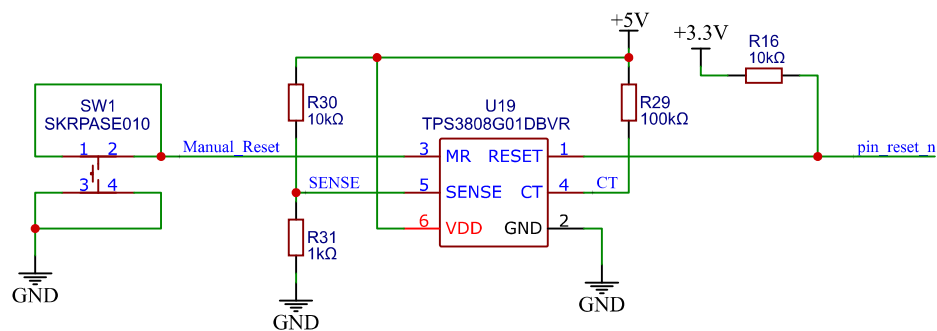 +5V
+3.3V
R16
10kΩ
SW1
SKRPASE010
R30
10kΩ
U19
TPS3808G01DBVR
R29
100kΩ
1 2
Manual_Reset
3 MR RESET 1
pin_reset_n
3 4
SENSE
5 SENSE CT 4
CT
6 VDD GND 2
R31
1kΩ
GND
GND
GND